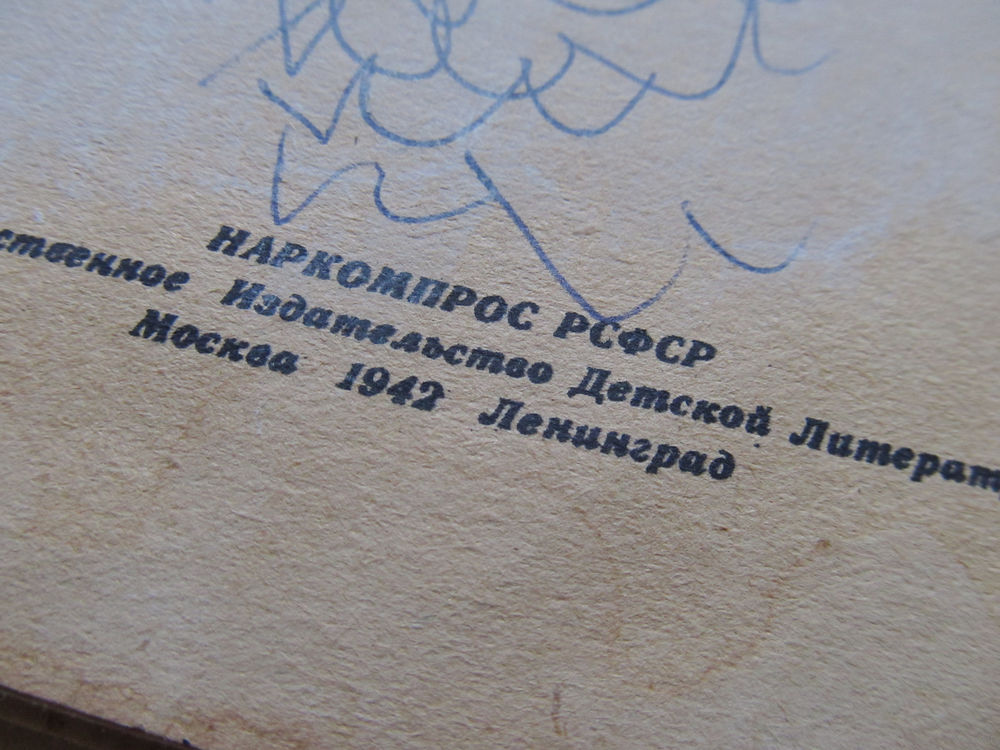 НАРКОМПРОС РСФСР
ственное Издательство Детской Литерат
Москва 1942 Ленинград